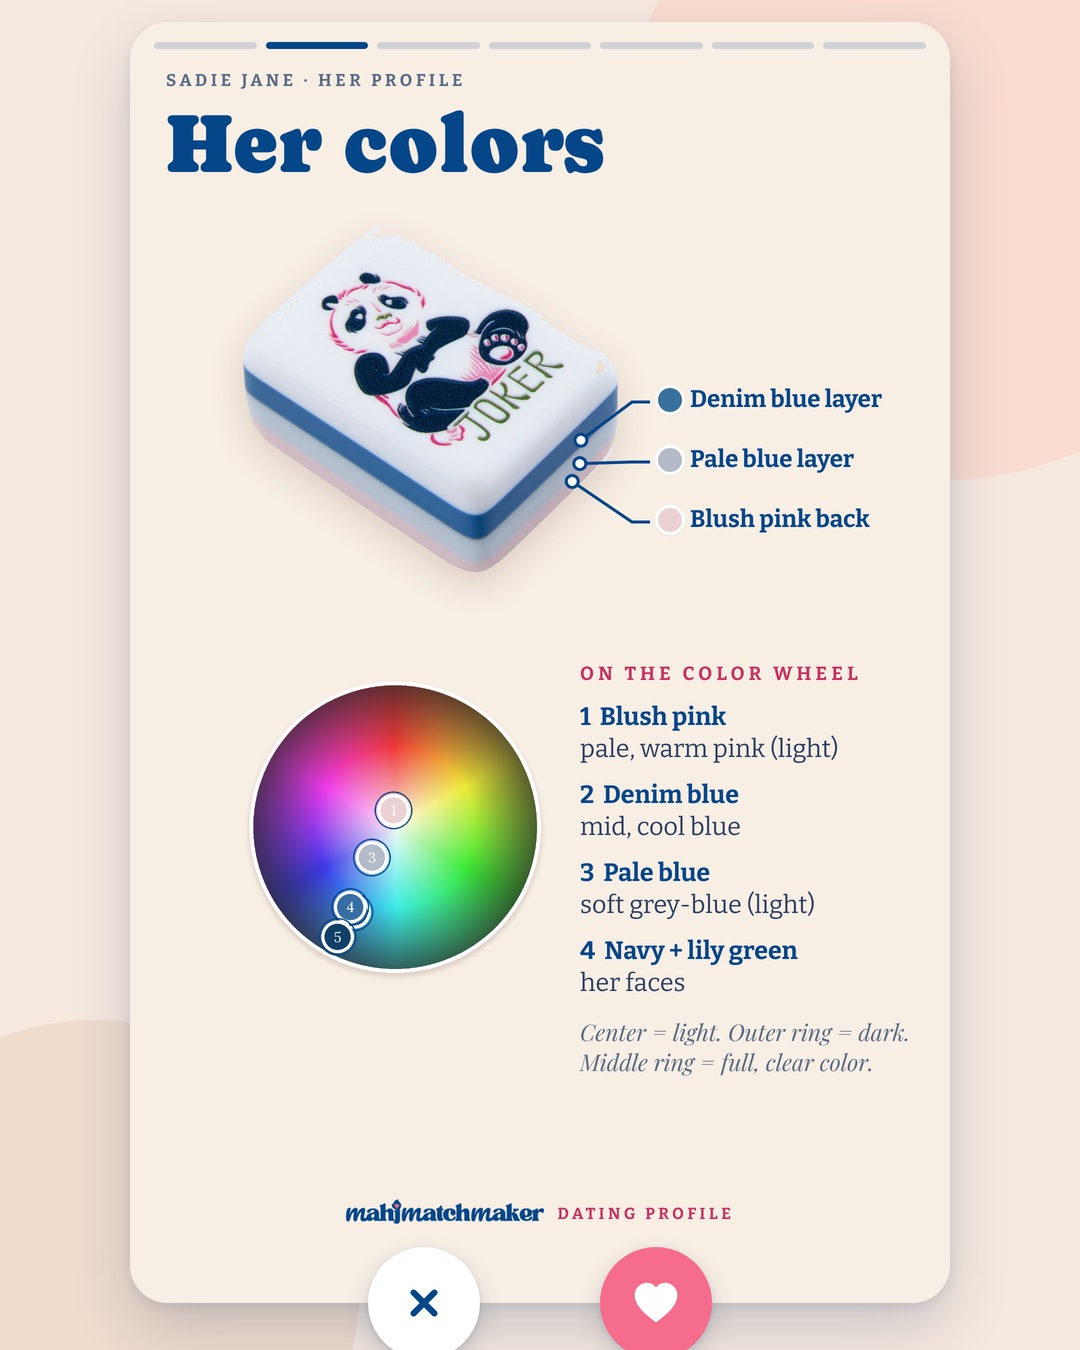 SADIE JANE · HER PROFILE
Her colors
JOKER
Denim blue layer
Pale blue layer
Blush pink back
ON THE COLOR WHEEL
1 Blush pink
pale, warm pink (light)
2 Denim blue
mid, cool blue
3 Pale blue
soft grey-blue (light)
4 Navy + lily green
her faces
Center = light. Outer ring = dark.
Middle ring = full, clear color.
1
3
4
5
mahjmatchmaker DATING PROFILE